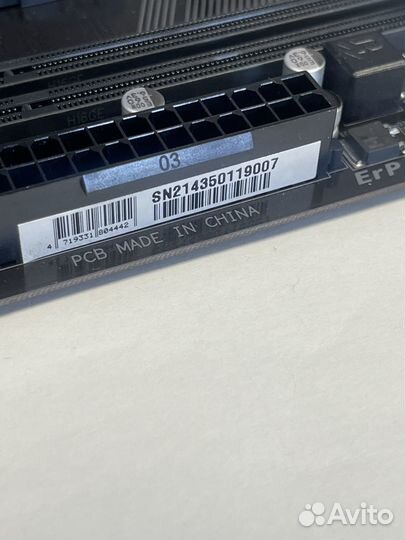 03
SN214350119007
4 719331 804442
ErP
PCB MADE IN CHINA
Avito